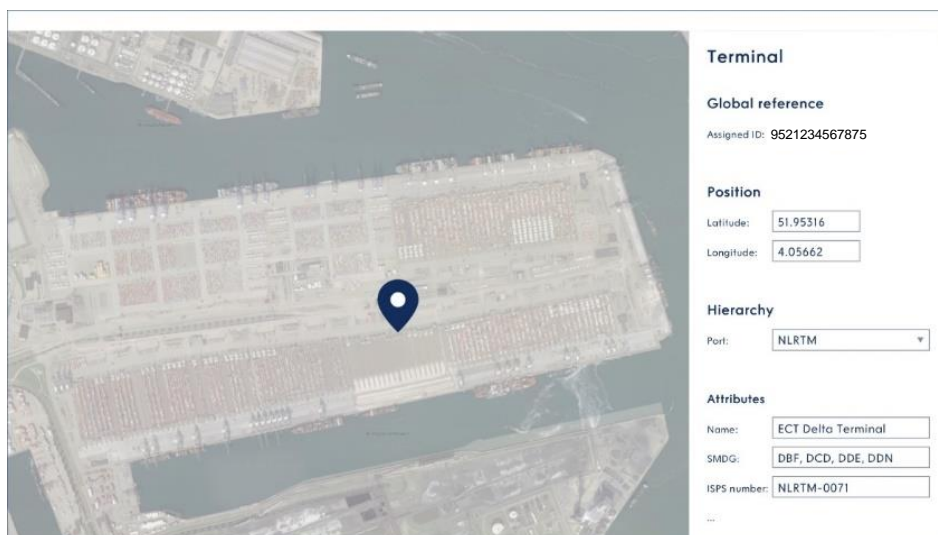 Terminal
Global reference
Assigned ID: 9521234567875
Position
Latitude: 51.95316
Longitude: 4.05662
Hierarchy
Port: NLRTM
Attributes
Name: ECT Delta Terminal
SMDG: DBF, DCD, DDE, DDN
ISPS number: NLRTM-0071
...